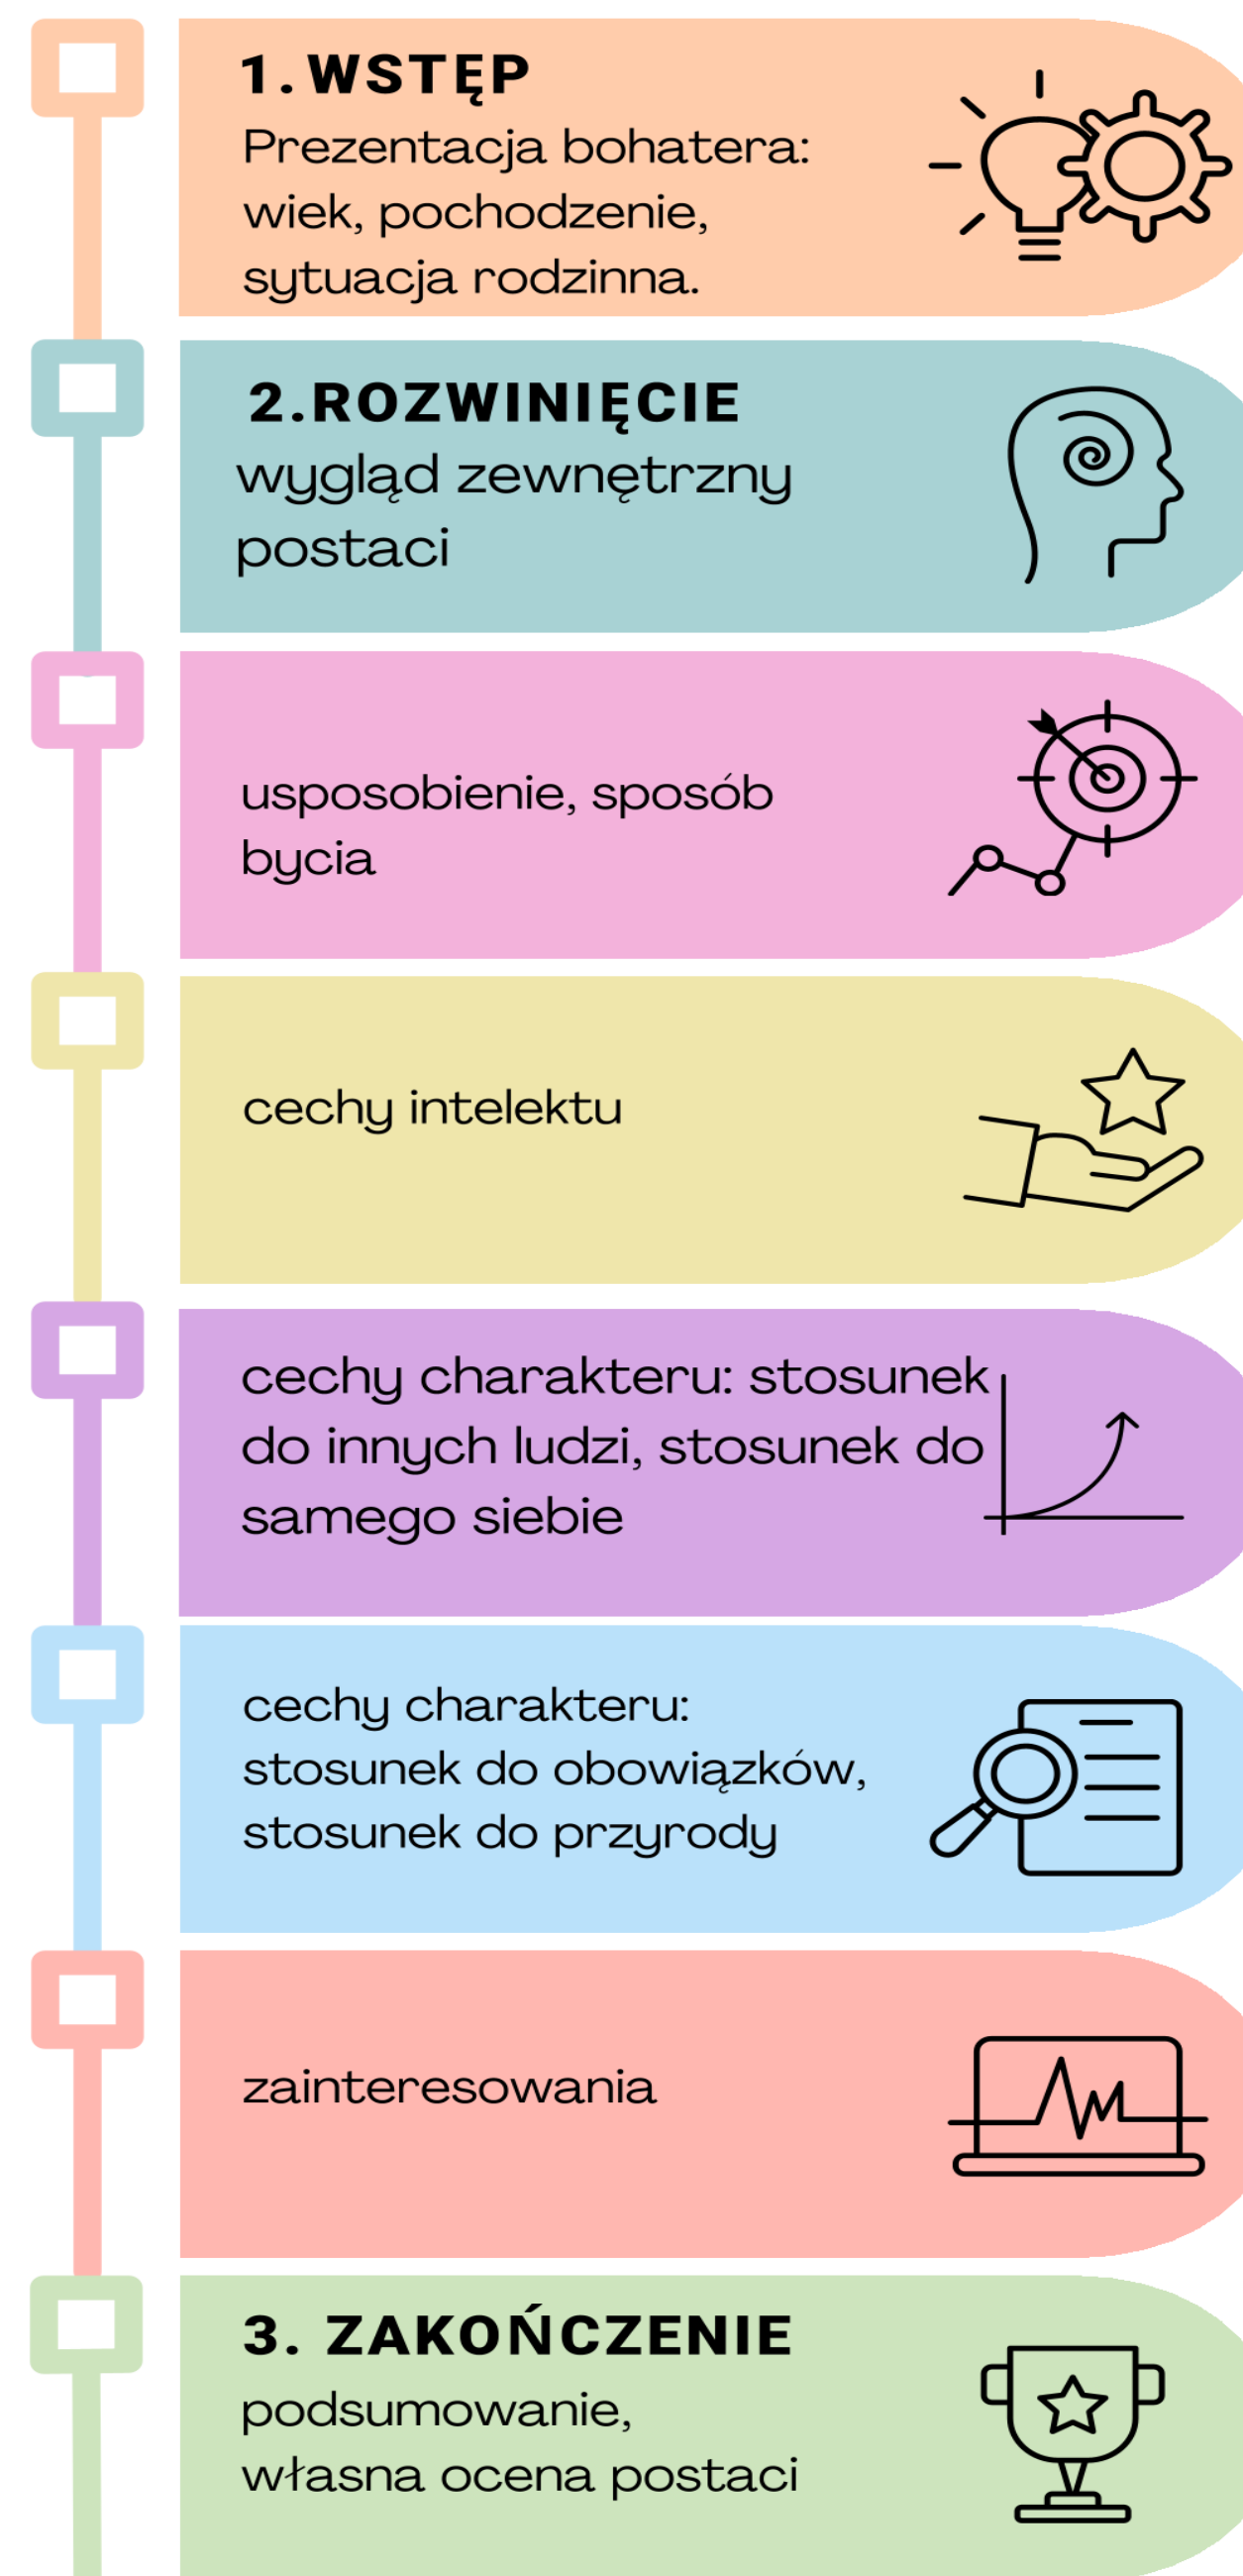 1. WSTĘP
Prezentacja bohatera:
wiek, pochodzenie,
sytuacja rodzinna.
2.ROZWINIĘCIE
wygląd zewnętrzny
postaci
usposobienie, sposób
bycia
cechy intelektu
cechy charakteru: stosunek
do innych ludzi, stosunek do
samego siebie
cechy charakteru:
stosunek do obowiązków,
stosunek do przyrody
zainteresowania
3. ZAKOŃCZENIE
podsumowanie,
własna ocena postaci